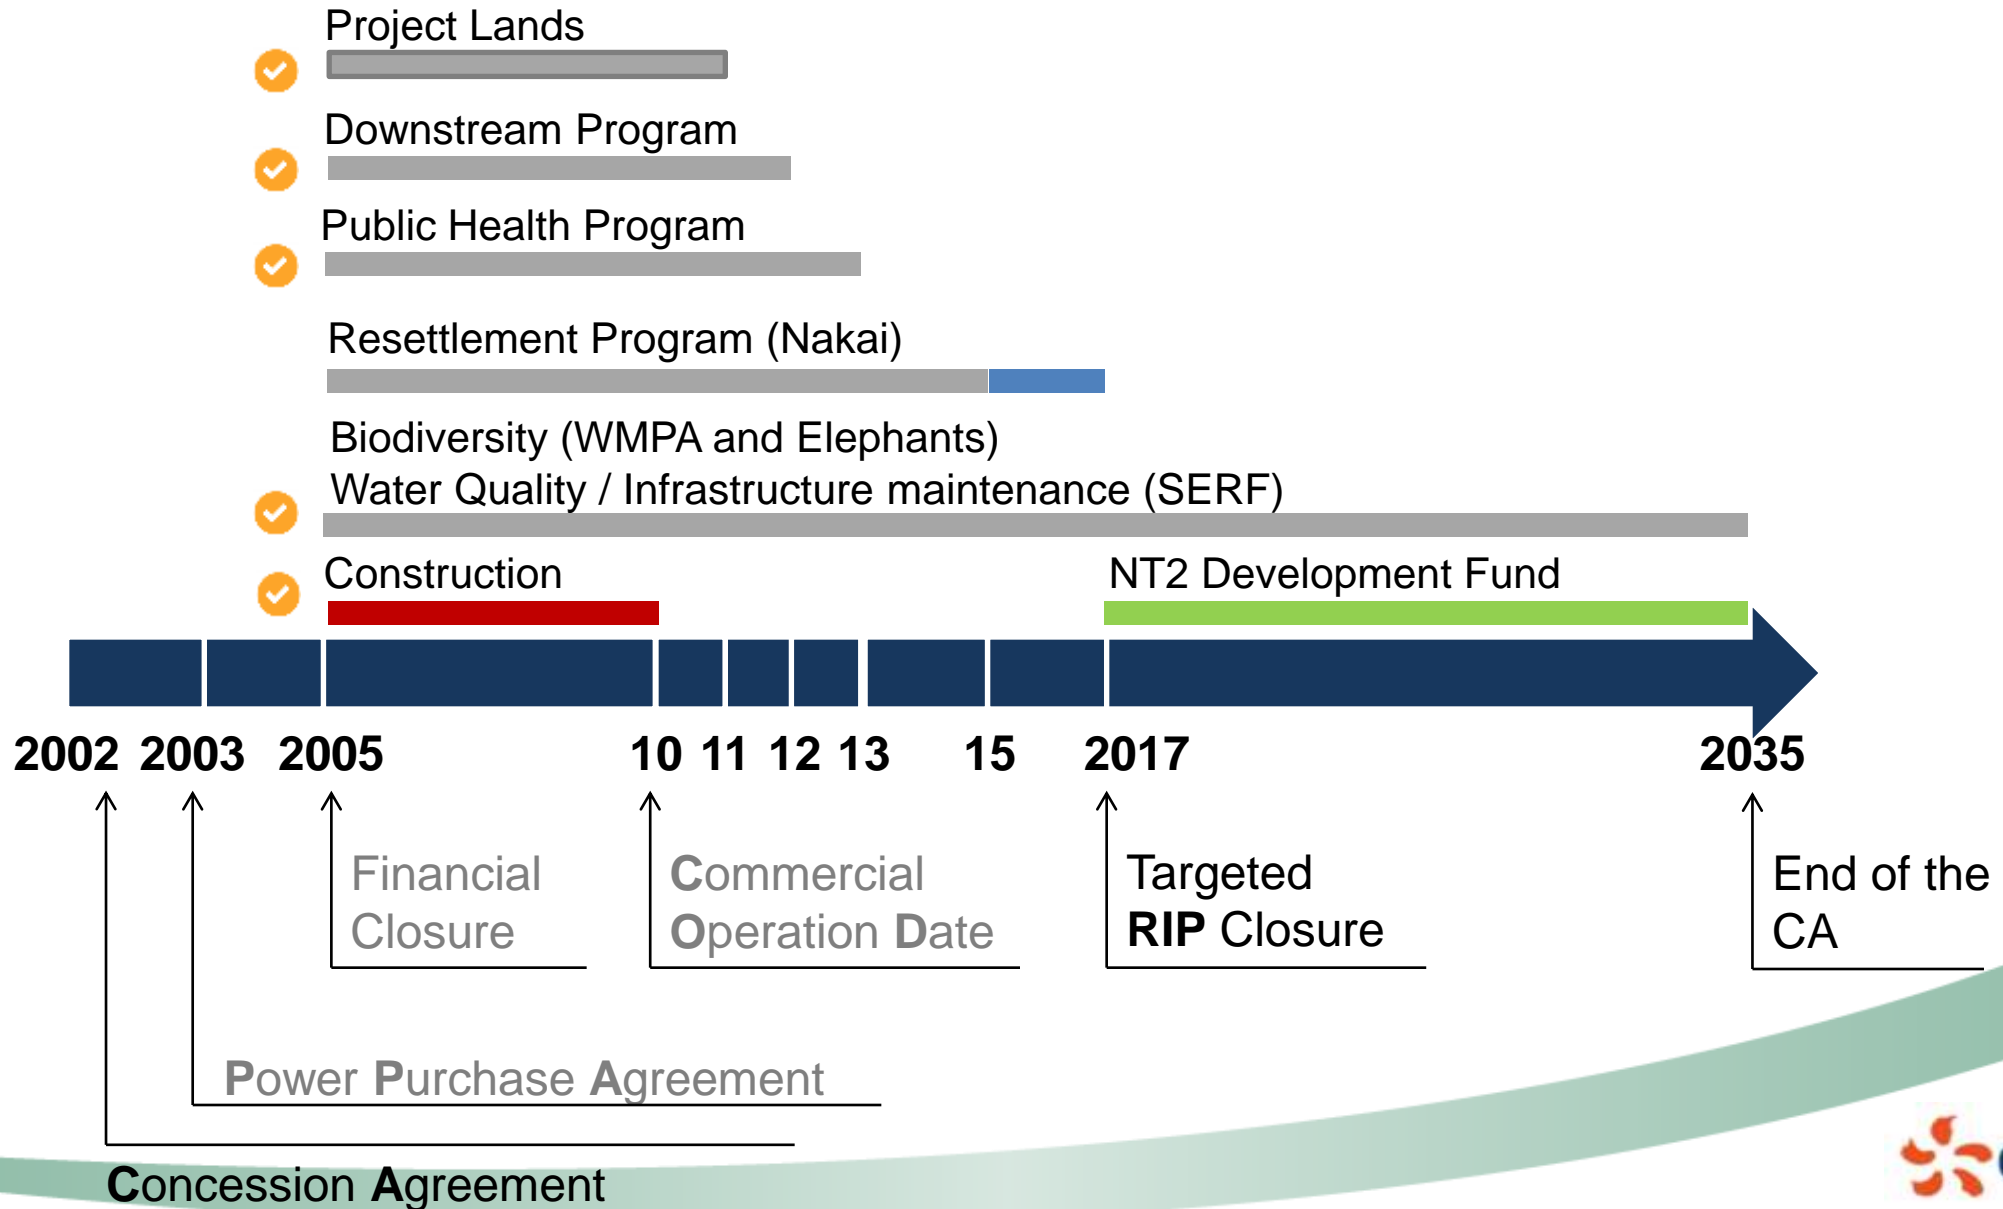 Project Lands
Downstream Program
Public Health Program
Resettlement Program (Nakai)
Biodiversity (WMPA and Elephants)
Water Quality / Infrastructure maintenance (SERF)
Construction
NT2 Development Fund
2002 2003 2005 10 11 12 13 15 2017 2035
Financial
Closure
Commercial
Operation Date
Targeted
RIP Closure
End of the
CA
Power Purchase Agreement
Concession Agreement